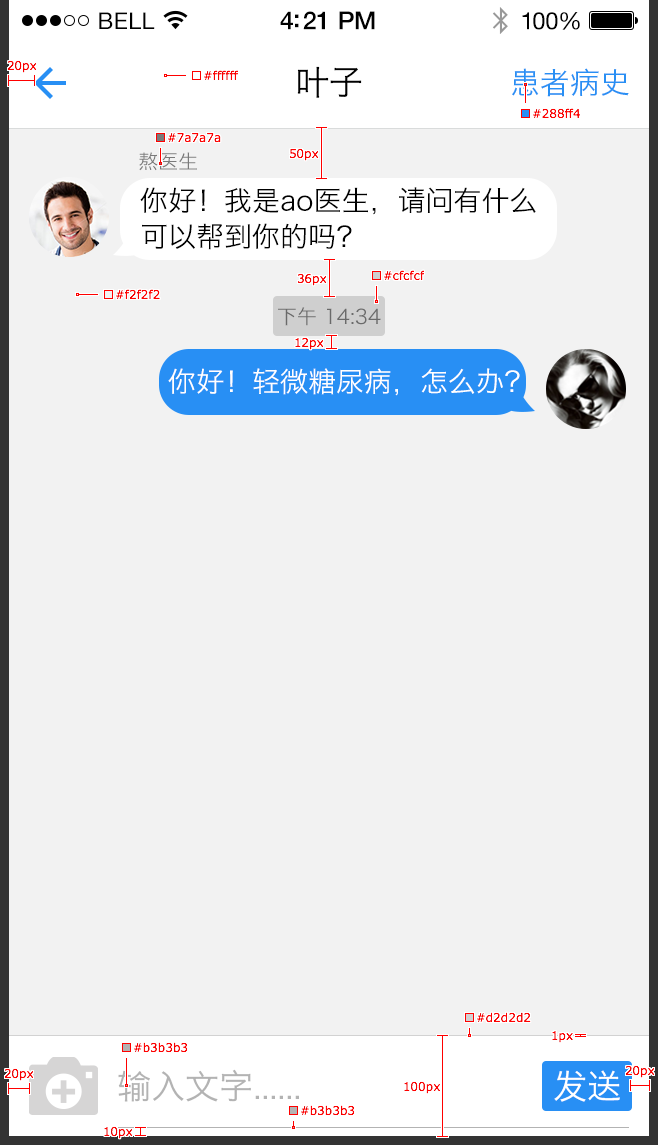 BELL 4:21 PM 100%
20px #ffffff 叶子 患者病史
#288ff4
#7a7a7a
50px
熬医生
你好！我是ao医生，请问有什么
可以帮到你的吗？
36px #cfcfcf
#f2f2f2
下午 14:34
12px
你好！轻微糖尿病，怎么办？
#d2d2d2
1px
#b3b3b3
20px 输入文字...... 100px 发送 20px
#b3b3b3
10px